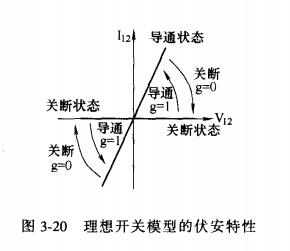 I12
导通状态
关断
g=0
导通
g=1
关断状态
V12
导通
g=1
关断状态
关断
g=0
图 3-20 理想开关模型的伏安特性